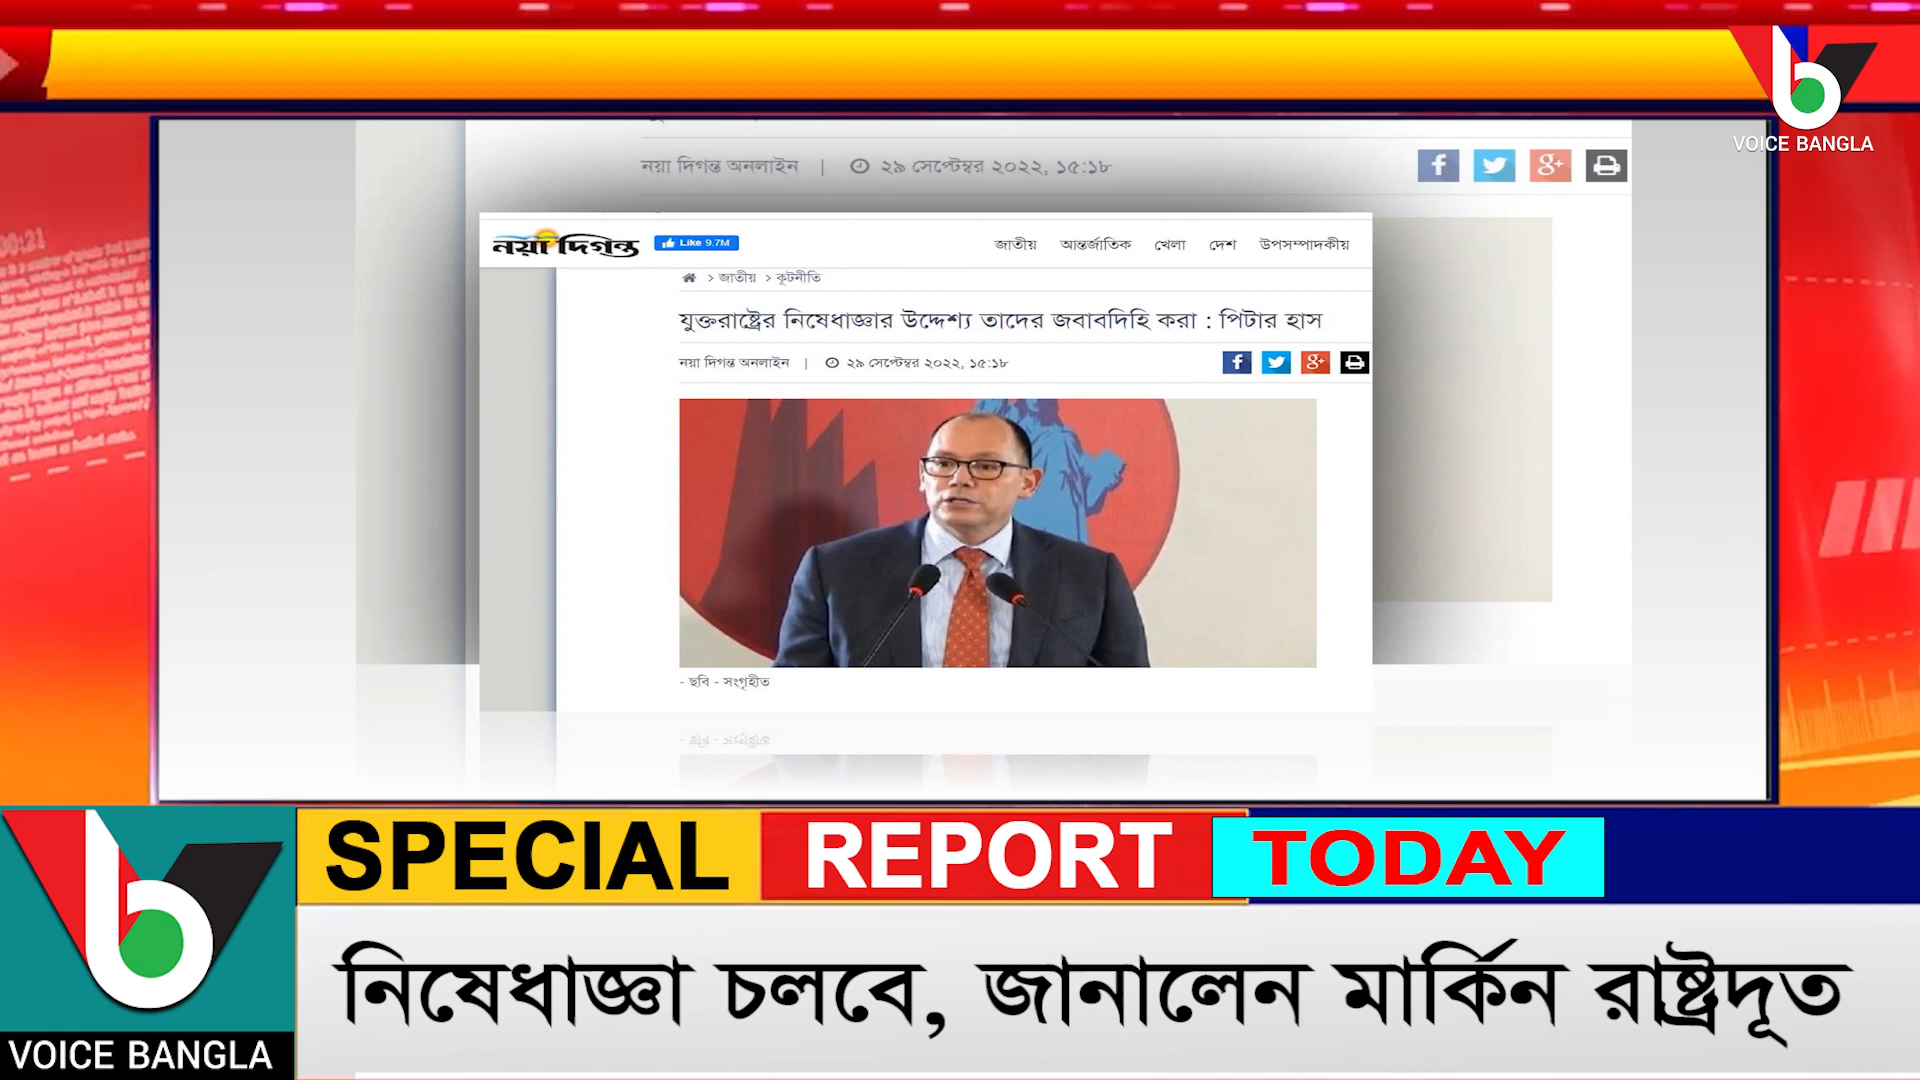 VOICE BANGLA
নয়া দিগন্ত অনলাইন | ২৯ সেপ্টেম্বর ২০২২, ১৫:১৮
নয়া দিগন্ত Like 9.7M জাতীয় আন্তর্জাতিক খেলা দেশ উপসম্পাদকীয়
> জাতীয় > কূটনীতি
যুক্তরাষ্ট্রের নিষেধাজ্ঞার উদ্দেশ্য তাদের জবাবদিহি করা : পিটার হাস
নয়া দিগন্ত অনলাইন | ২৯ সেপ্টেম্বর ২০২২, ১৫:১৮
- ছবি - সংগৃহীত
SPECIAL REPORT TODAY
নিষেধাজ্ঞা চলবে, জানালেন মার্কিন রাষ্ট্রদূত
VOICE BANGLA